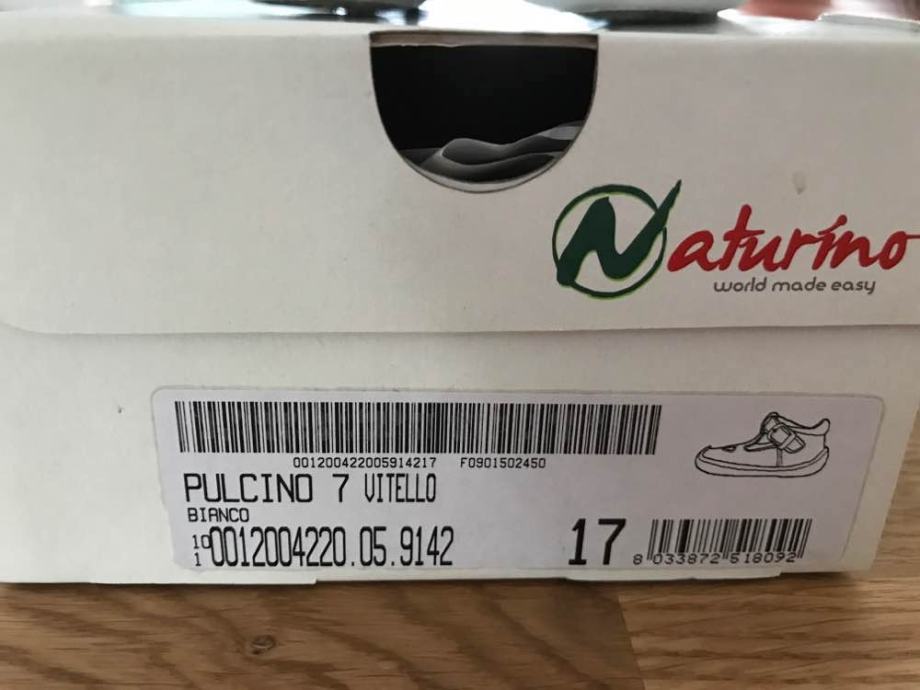 Naturino
world made easy
001200422005914217 F0901502450
PULCINO 7 VITELLO
BIANCO
10
1 0012004220.05.9142
17
8 033872 518092